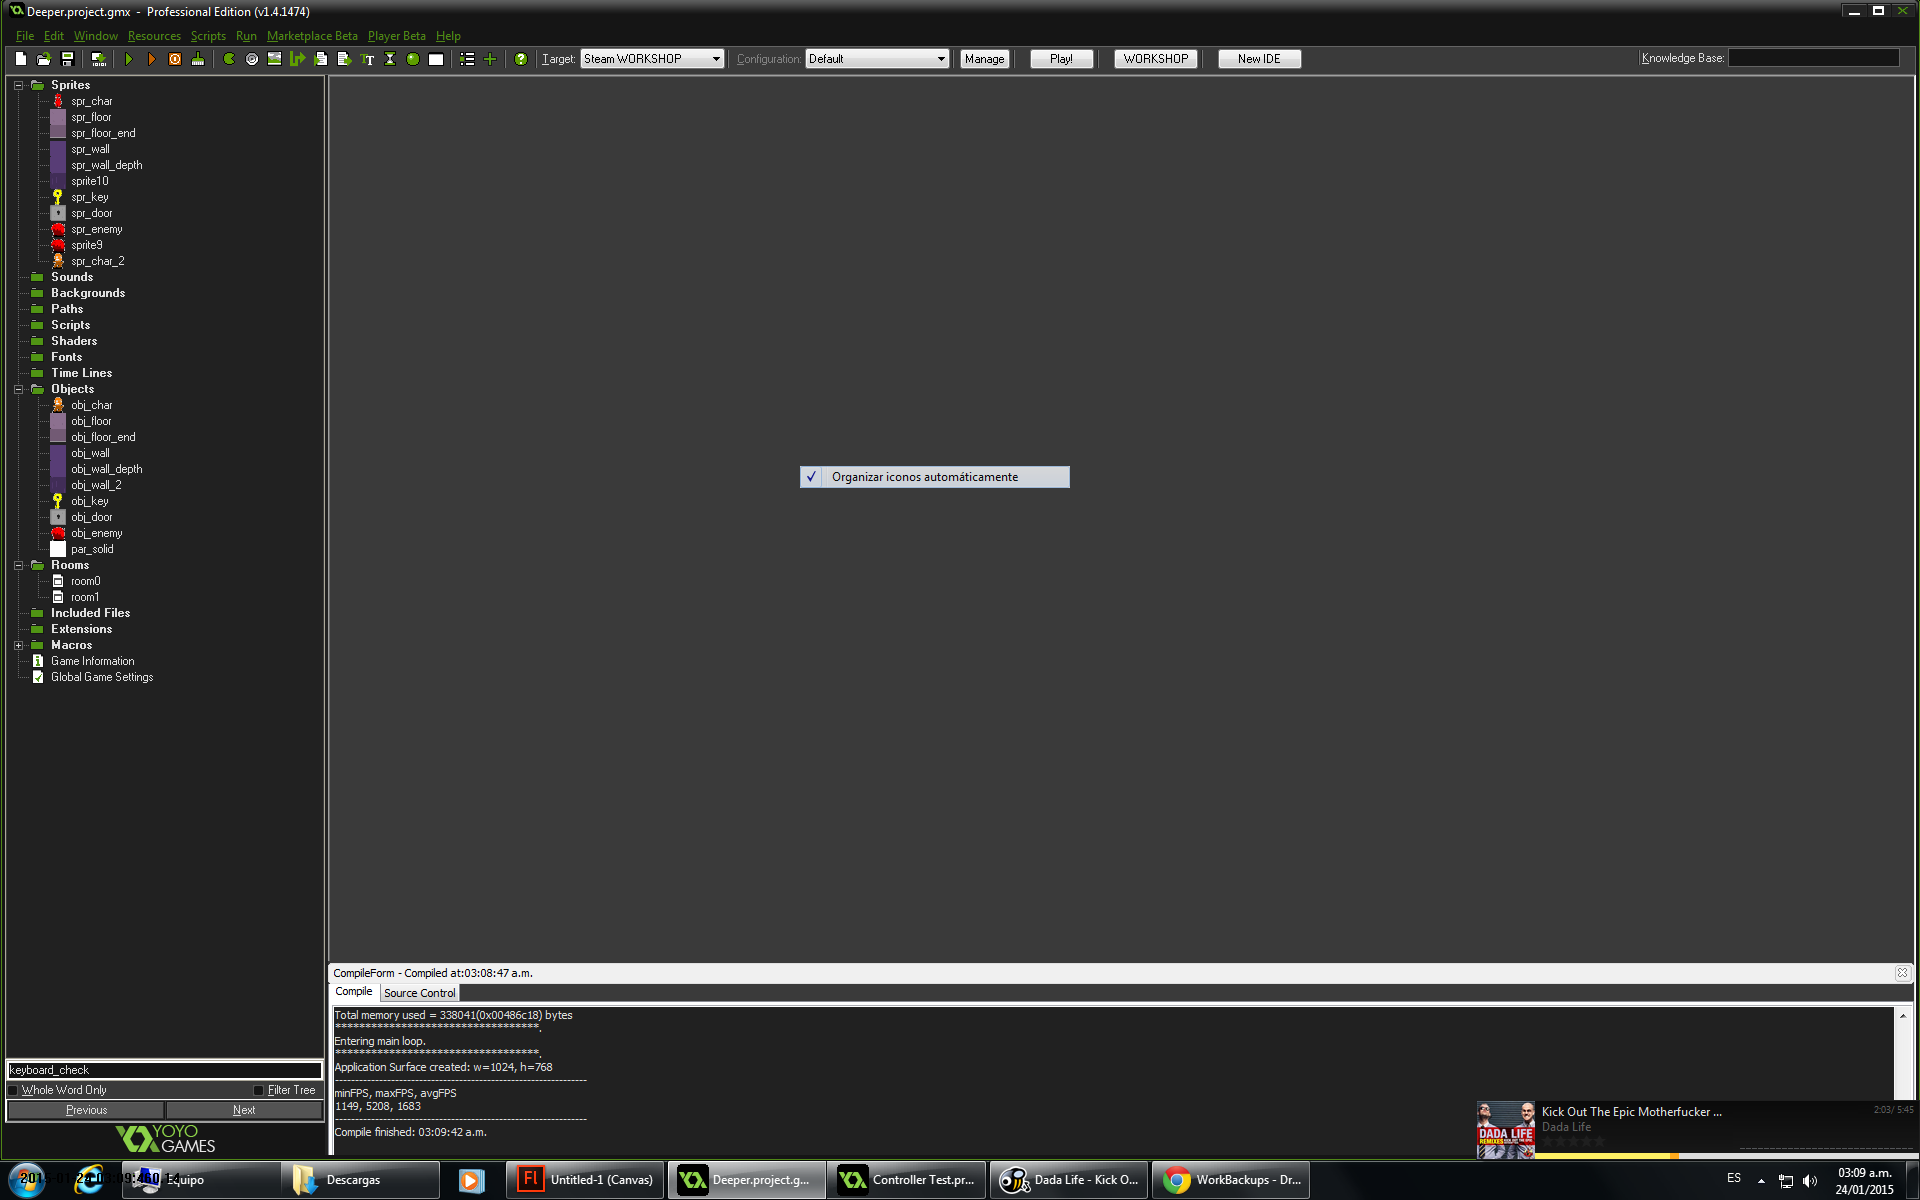 Deeper.project.gmx - Professional Edition (v1.4.1474)
File Edit Window Resources Scripts Run Marketplace Beta Player Beta Help
Target: Steam WORKSHOP Configuration: Default Manage Play! WORKSHOP New IDE Knowledge Base:
Sprites
spr_char
spr_floor
spr_floor_end
spr_wall
spr_wall_depth
sprite10
spr_key
spr_door
spr_enemy
sprite9
spr_char_2
Sounds
Backgrounds
Paths
Scripts
Shaders
Fonts
Time Lines
Objects
obj_char
obj_floor
obj_floor_end
obj_wall
obj_wall_depth
obj_wall_2
obj_key
obj_door
obj_enemy
par_solid
Rooms
room0
room1
Included Files
Extensions
Macros
Game Information
Global Game Settings
Organizar iconos automáticamente
keyboard_check
Whole Word Only Filter Tree
Previous Next
YOYO
GAMES
CompileForm - Compiled at:03:08:47 a.m.
Compile Source Control
Total memory used = 338041(0x00486c18) bytes
**********************************.
Entering main loop.
**********************************.
Application Surface created: w=1024, h=768
minFPS, maxFPS, avgFPS
1149, 5208, 1683
Compile finished: 03:09:42 a.m.
DADA LIFE
REMIXES
Kick Out The Epic Motherfucker ... 2:03/ 5:45
Dada Life
Equipo
Descargas
Untitled-1 (Canvas)
Deeper.project.g...
Controller Test.pr...
Dada Life - Kick O...
WorkBackups - Dr...
ES
03:09 a.m.
24/01/2015